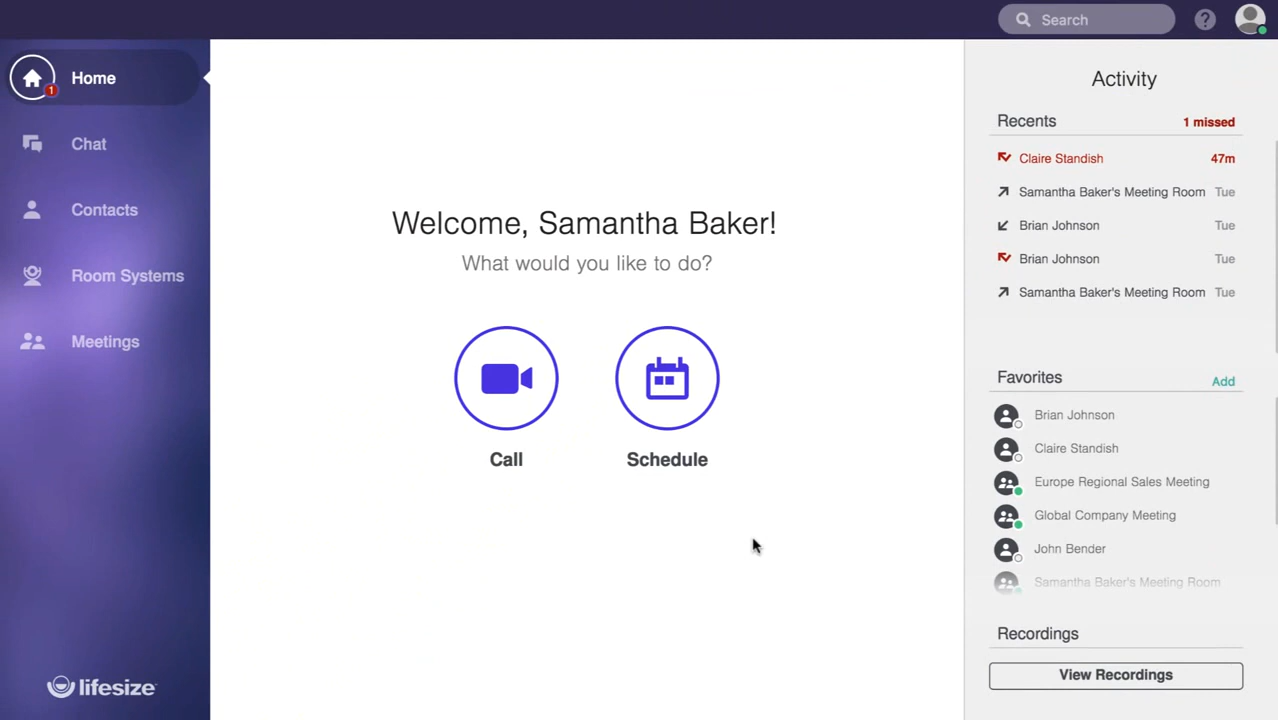 Search
?
Home
1
Chat
Contacts
Room Systems
Meetings
lifesize
Welcome, Samantha Baker!
What would you like to do?
Call
Schedule
Activity
Recents 1 missed
Claire Standish 47m
Samantha Baker's Meeting Room Tue
Brian Johnson Tue
Brian Johnson Tue
Samantha Baker's Meeting Room Tue
Favorites Add
Brian Johnson
Claire Standish
Europe Regional Sales Meeting
Global Company Meeting
John Bender
Samantha Baker's Meeting Room
Recordings
View Recordings